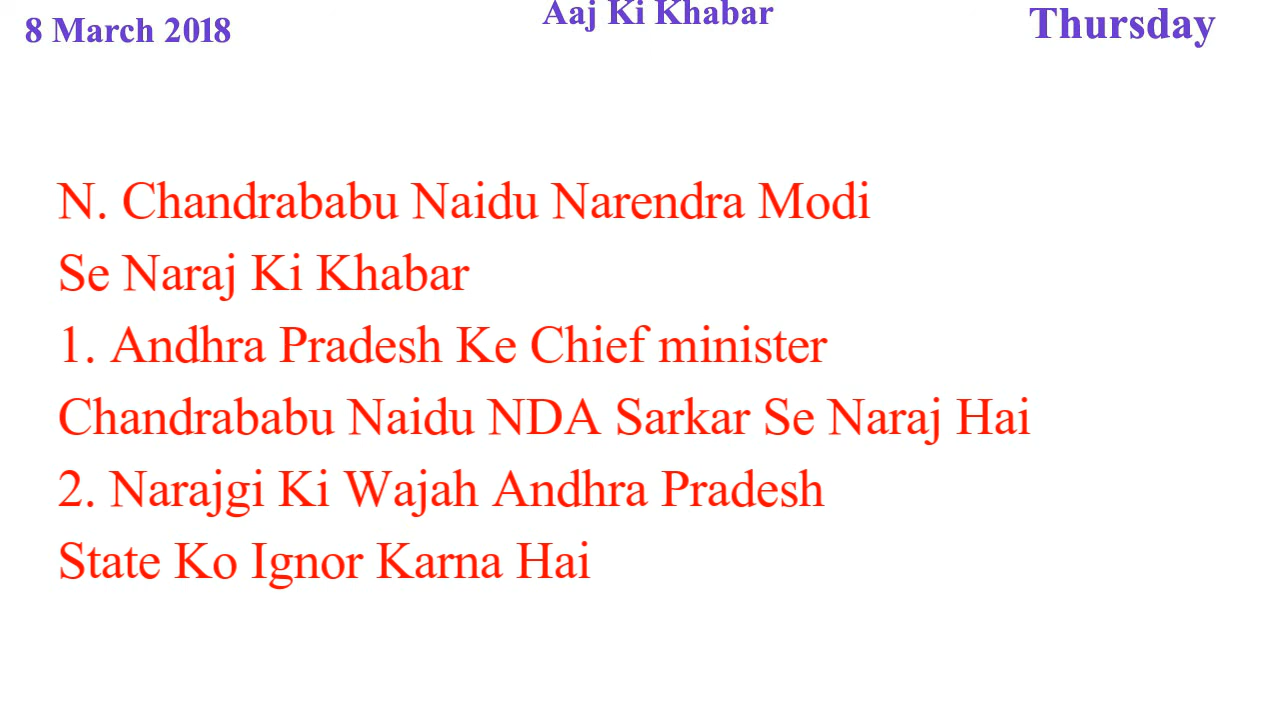 8 March 2018
Aaj Ki Khabar
Thursday
N. Chandrababu Naidu Narendra Modi
Se Naraj Ki Khabar
1. Andhra Pradesh Ke Chief minister
Chandrababu Naidu NDA Sarkar Se Naraj Hai
2. Narajgi Ki Wajah Andhra Pradesh
State Ko Ignor Karna Hai